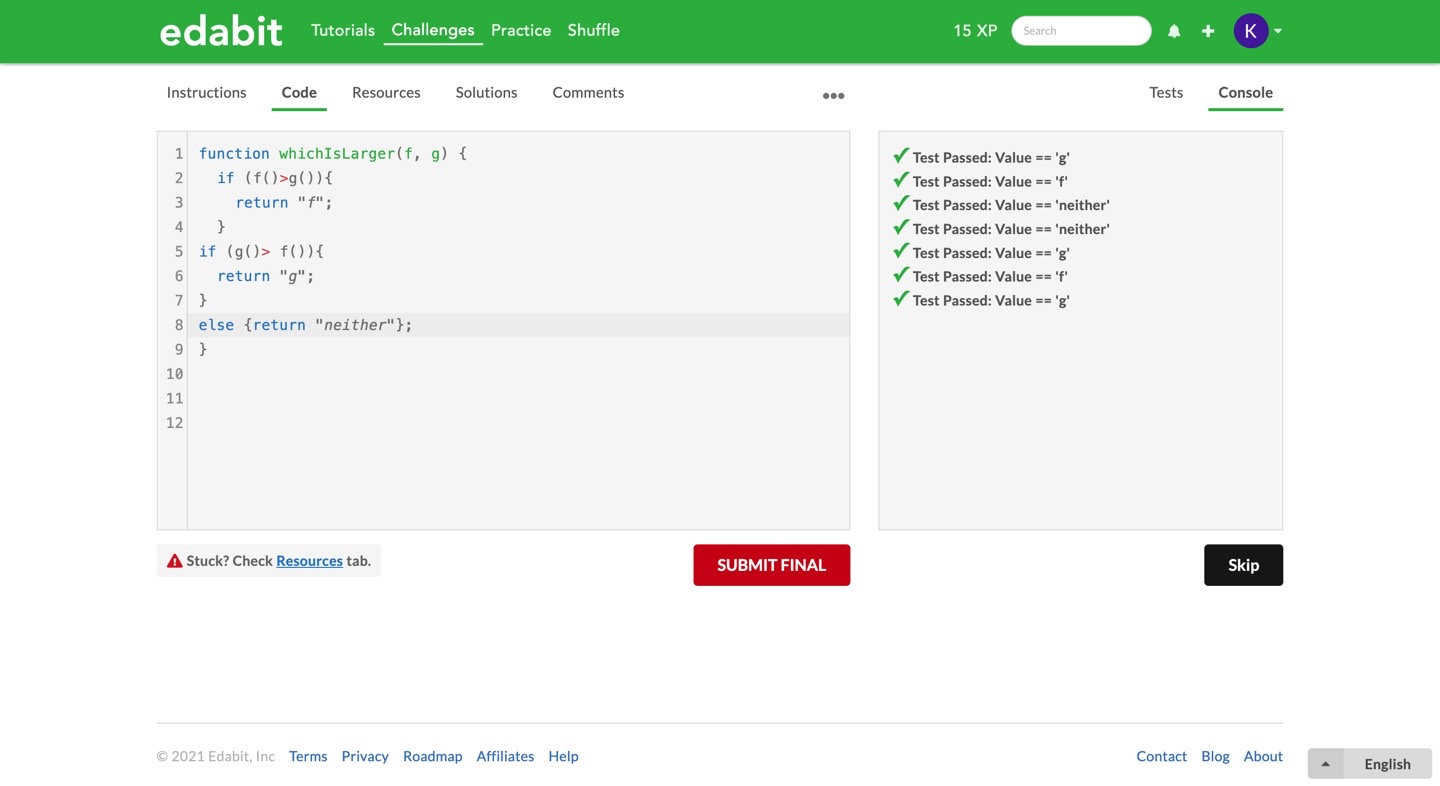 edabit Tutorials Challenges Practice Shuffle 15 XP Search K
Instructions Code Resources Solutions Comments ••• Tests Console
1 function whichIsLarger(f, g) {
2 if (f()>g()){
3 return "f";
4 }
5 if (g()> f()){
6 return "g";
7 }
8 else {return "neither"};
9 }
10
11
12
Test Passed: Value == 'g'
Test Passed: Value == 'f'
Test Passed: Value == 'neither'
Test Passed: Value == 'neither'
Test Passed: Value == 'g'
Test Passed: Value == 'f'
Test Passed: Value == 'g'
Stuck? Check Resources tab.
SUBMIT FINAL
Skip
© 2021 Edabit, Inc Terms Privacy Roadmap Affiliates Help Contact Blog About
English